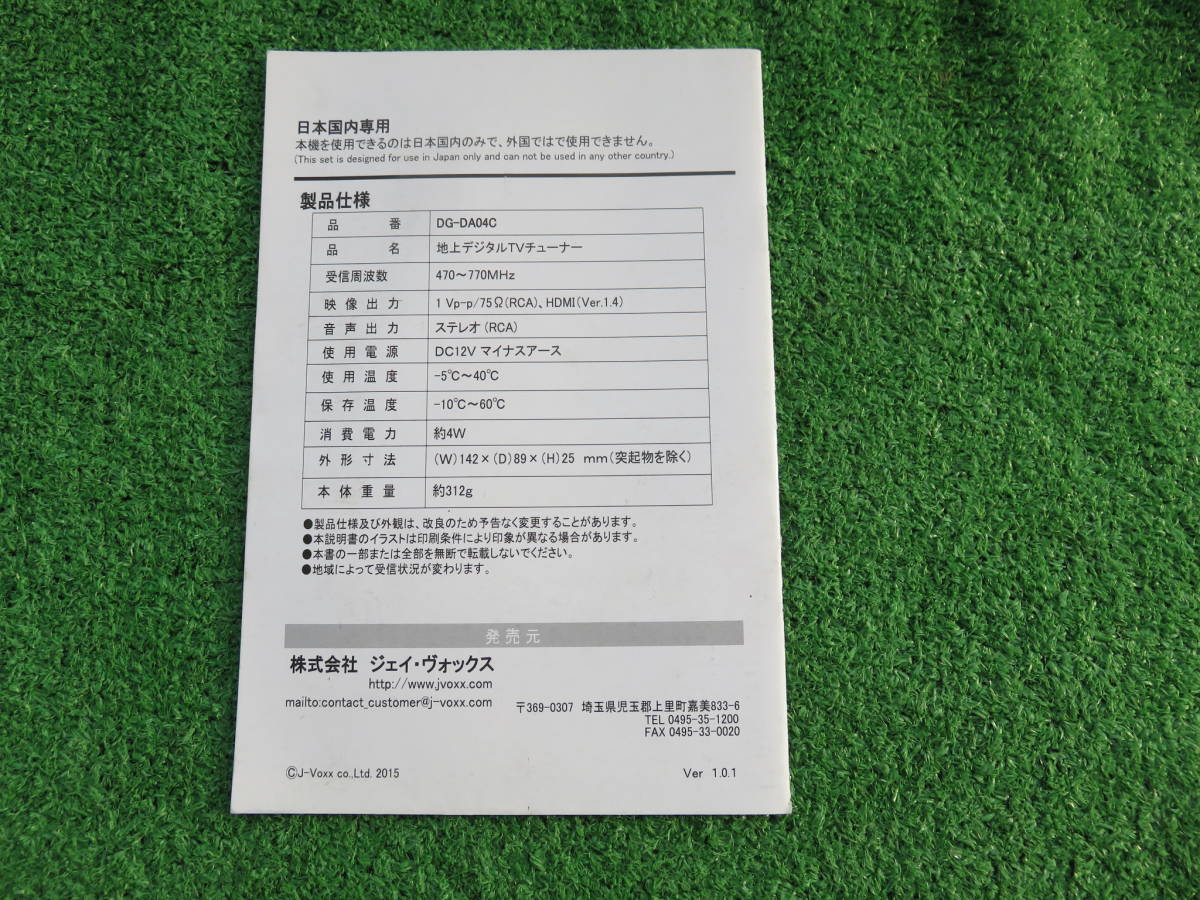 日本国内専用
本機を使用できるのは日本国内のみで、外国ではで使用できません。
(This set is designed for use in Japan only and can not be used in any other country.)
製品仕様
品番 DG-DA04C
品名 地上デジタルTVチューナー
受信周波数 470～770MHz
映像出力 1 Vp-p/75Ω(RCA)、HDMI(Ver.1.4)
音声出力 ステレオ(RCA)
使用電源 DC12V マイナスアース
使用温度 -5℃～40℃
保存温度 -10℃～60℃
消費電力 約4W
外形寸法 (W)142×(D)89×(H)25 mm(突起物を除く)
本体重量 約312g
●製品仕様及び外観は、改良のため予告なく変更することがあります。
●本説明書のイラストは印刷条件により印象が異なる場合があります。
●本書の一部または全部を無断で転載しないでください。
●地域によって受信状況が変わります。
発売元
株式会社 ジェイ・ヴォックス
http://www.jvoxx.com
mailto:contact_customer@j-voxx.com
〒369-0307 埼玉県児玉郡上里町嘉美833-6
TEL 0495-35-1200
FAX 0495-33-0020
©J-Voxx co.,Ltd. 2015 Ver 1.0.1